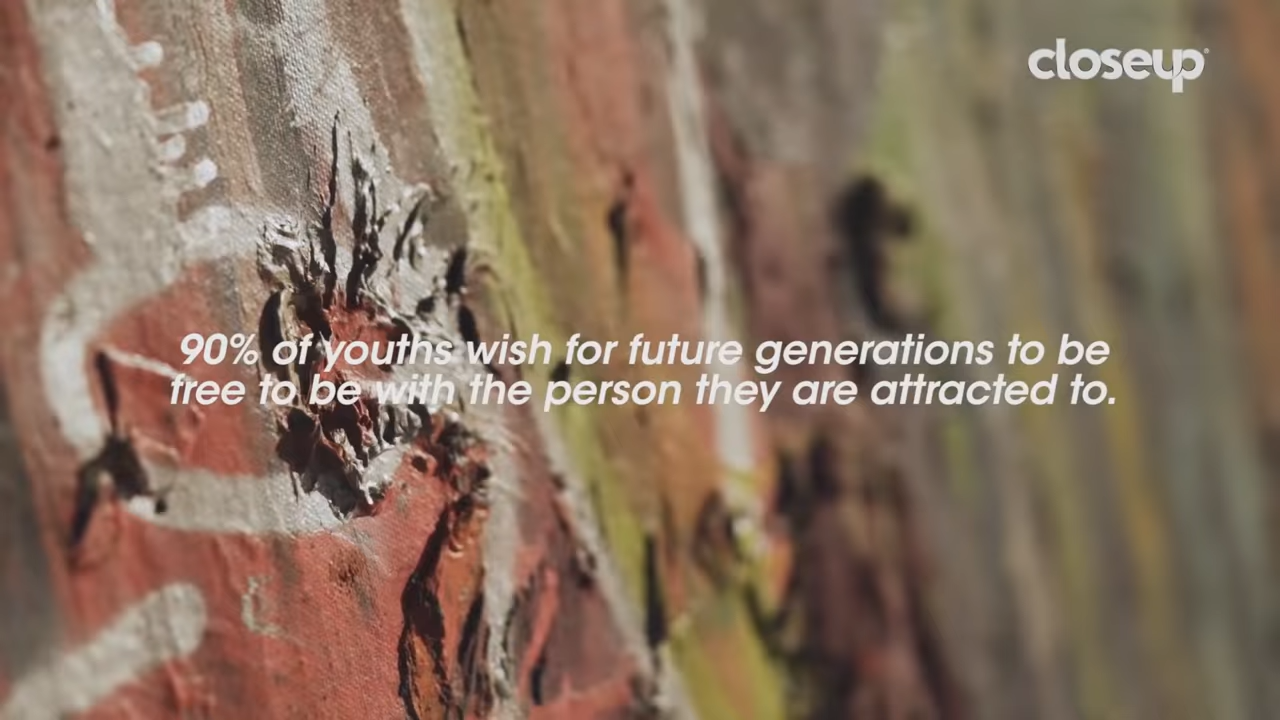 closeup
90% of youths wish for future generations to be
free to be with the person they are attracted to.